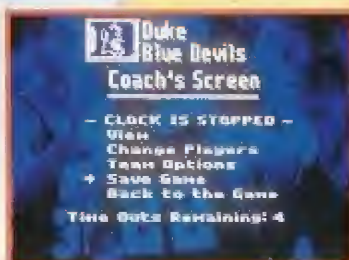 Duke
Blue Devils
Coach's Screen
- CLOCK IS STOPPED -
View
Change Players
Team Options
→ Save Game
Back to the Game
Time Outs Remaining: 4